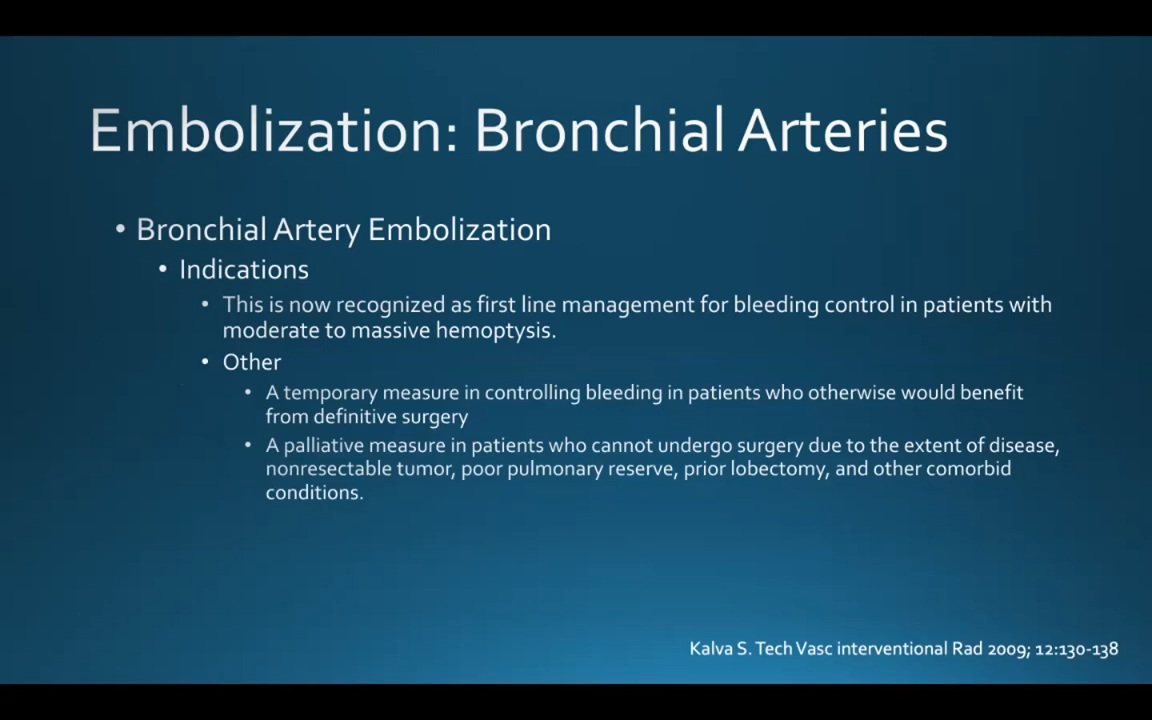 Embolization: Bronchial Arteries
• Bronchial Artery Embolization
• Indications
• This is now recognized as first line management for bleeding control in patients with
moderate to massive hemoptysis.
• Other
• A temporary measure in controlling bleeding in patients who otherwise would benefit
from definitive surgery
• A palliative measure in patients who cannot undergo surgery due to the extent of disease,
nonresectable tumor, poor pulmonary reserve, prior lobectomy, and other comorbid
conditions.
Kalva S. Tech Vasc interventional Rad 2009; 12:130-138